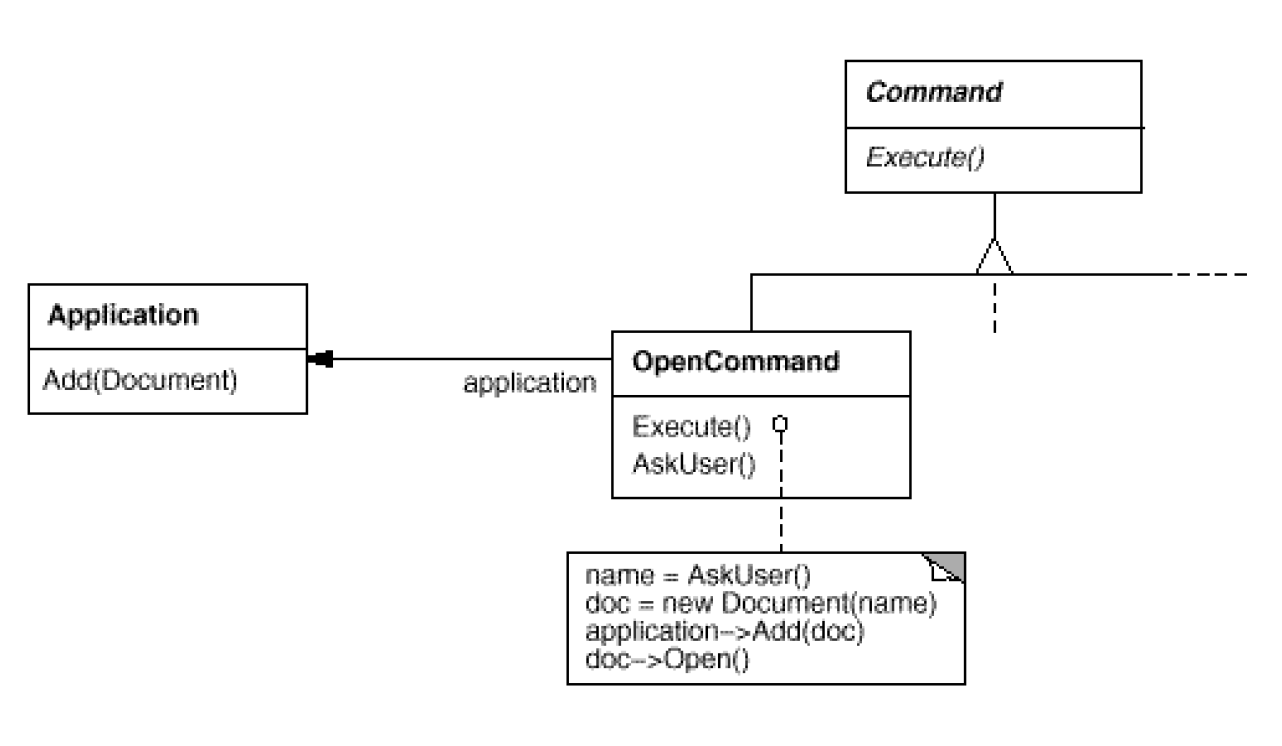 Command
Execute()
Application
Add(Document)
application
OpenCommand
Execute()
AskUser()
name = AskUser()
doc = new Document(name)
application−>Add(doc)
doc−>Open()